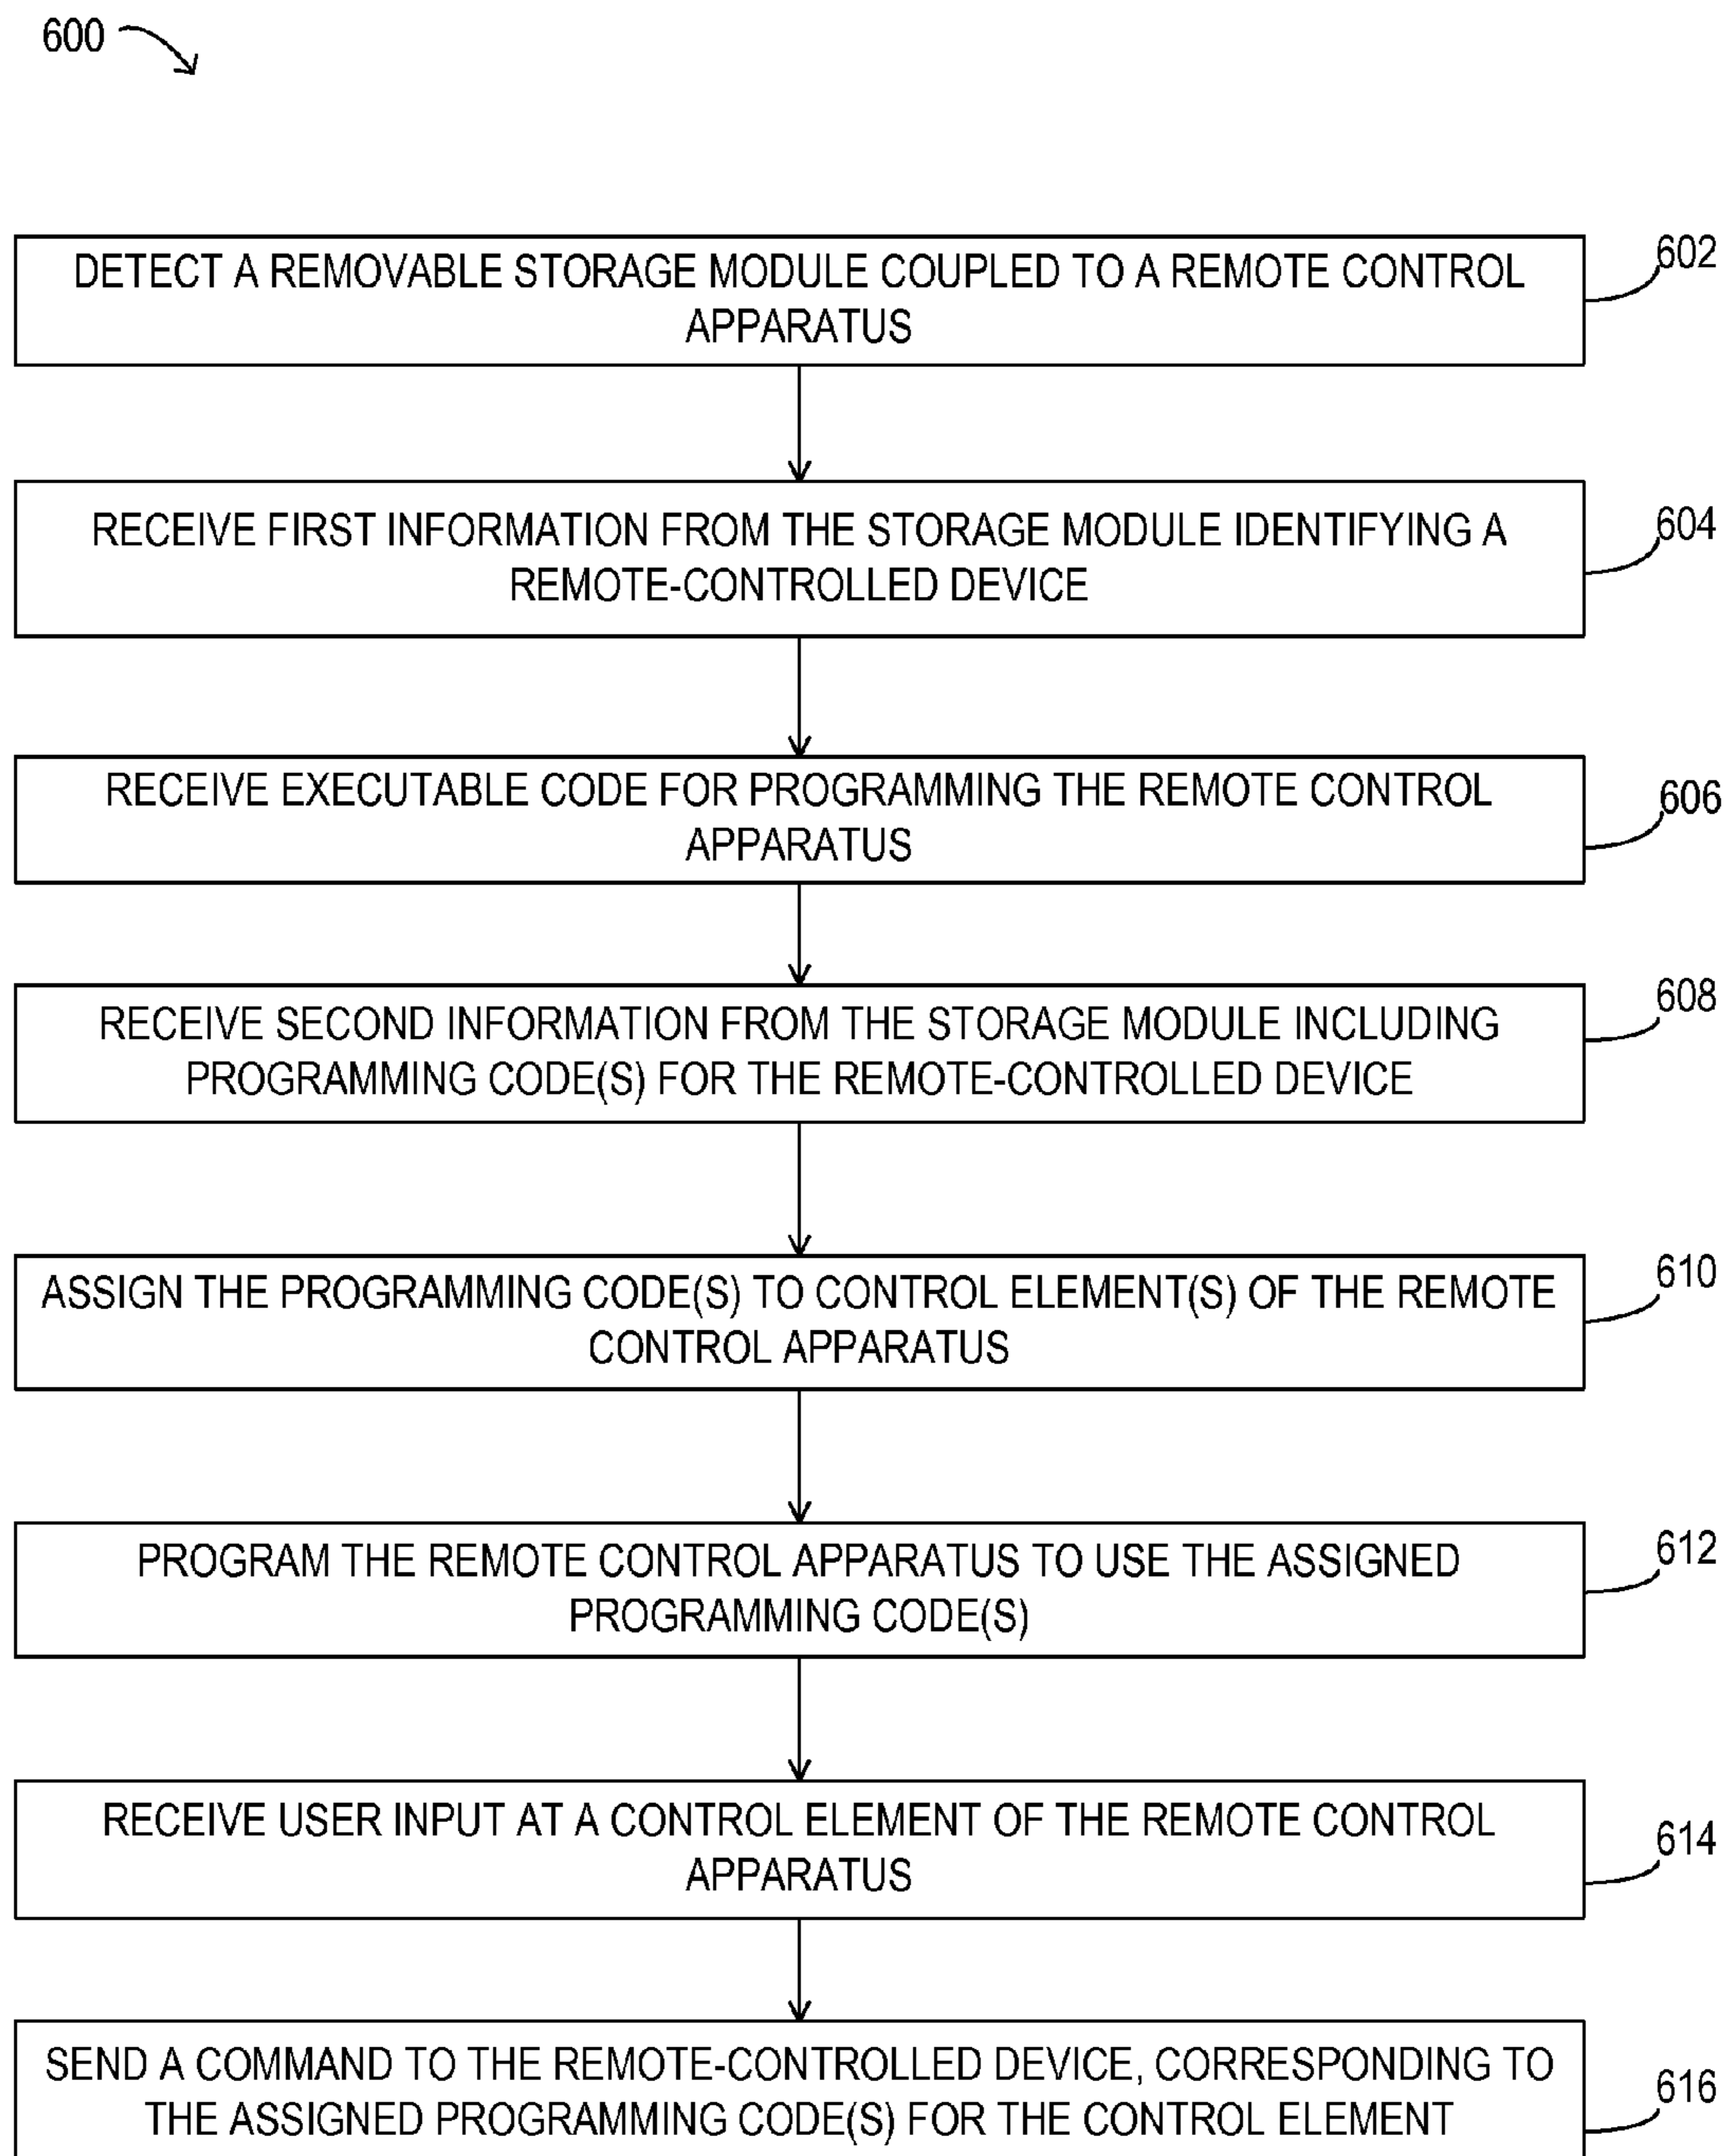 600
DETECT A REMOVABLE STORAGE MODULE COUPLED TO A REMOTE CONTROL
APPARATUS
602
RECEIVE FIRST INFORMATION FROM THE STORAGE MODULE IDENTIFYING A
REMOTE-CONTROLLED DEVICE
604
RECEIVE EXECUTABLE CODE FOR PROGRAMMING THE REMOTE CONTROL
APPARATUS
606
RECEIVE SECOND INFORMATION FROM THE STORAGE MODULE INCLUDING
PROGRAMMING CODE(S) FOR THE REMOTE-CONTROLLED DEVICE
608
ASSIGN THE PROGRAMMING CODE(S) TO CONTROL ELEMENT(S) OF THE REMOTE
CONTROL APPARATUS
610
PROGRAM THE REMOTE CONTROL APPARATUS TO USE THE ASSIGNED
PROGRAMMING CODE(S)
612
RECEIVE USER INPUT AT A CONTROL ELEMENT OF THE REMOTE CONTROL
APPARATUS
614
SEND A COMMAND TO THE REMOTE-CONTROLLED DEVICE, CORRESPONDING TO
THE ASSIGNED PROGRAMMING CODE(S) FOR THE CONTROL ELEMENT
616